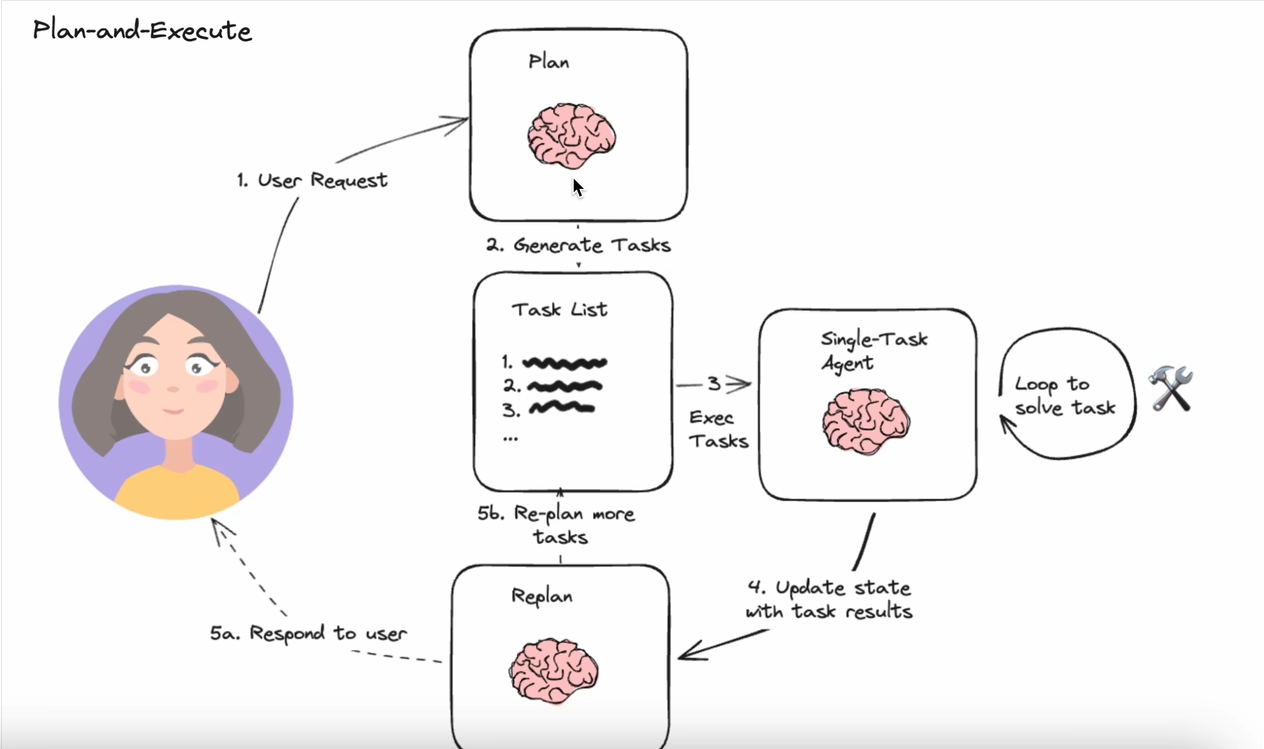 Plan-and-Execute
Plan
1. User Request
2. Generate Tasks
Task List
1.
2.
3.
...
3
Exec
Tasks
Single-Task
Agent
Loop to
solve task
5b. Re-plan more
tasks
4. Update state
with task results
Replan
5a. Respond to user